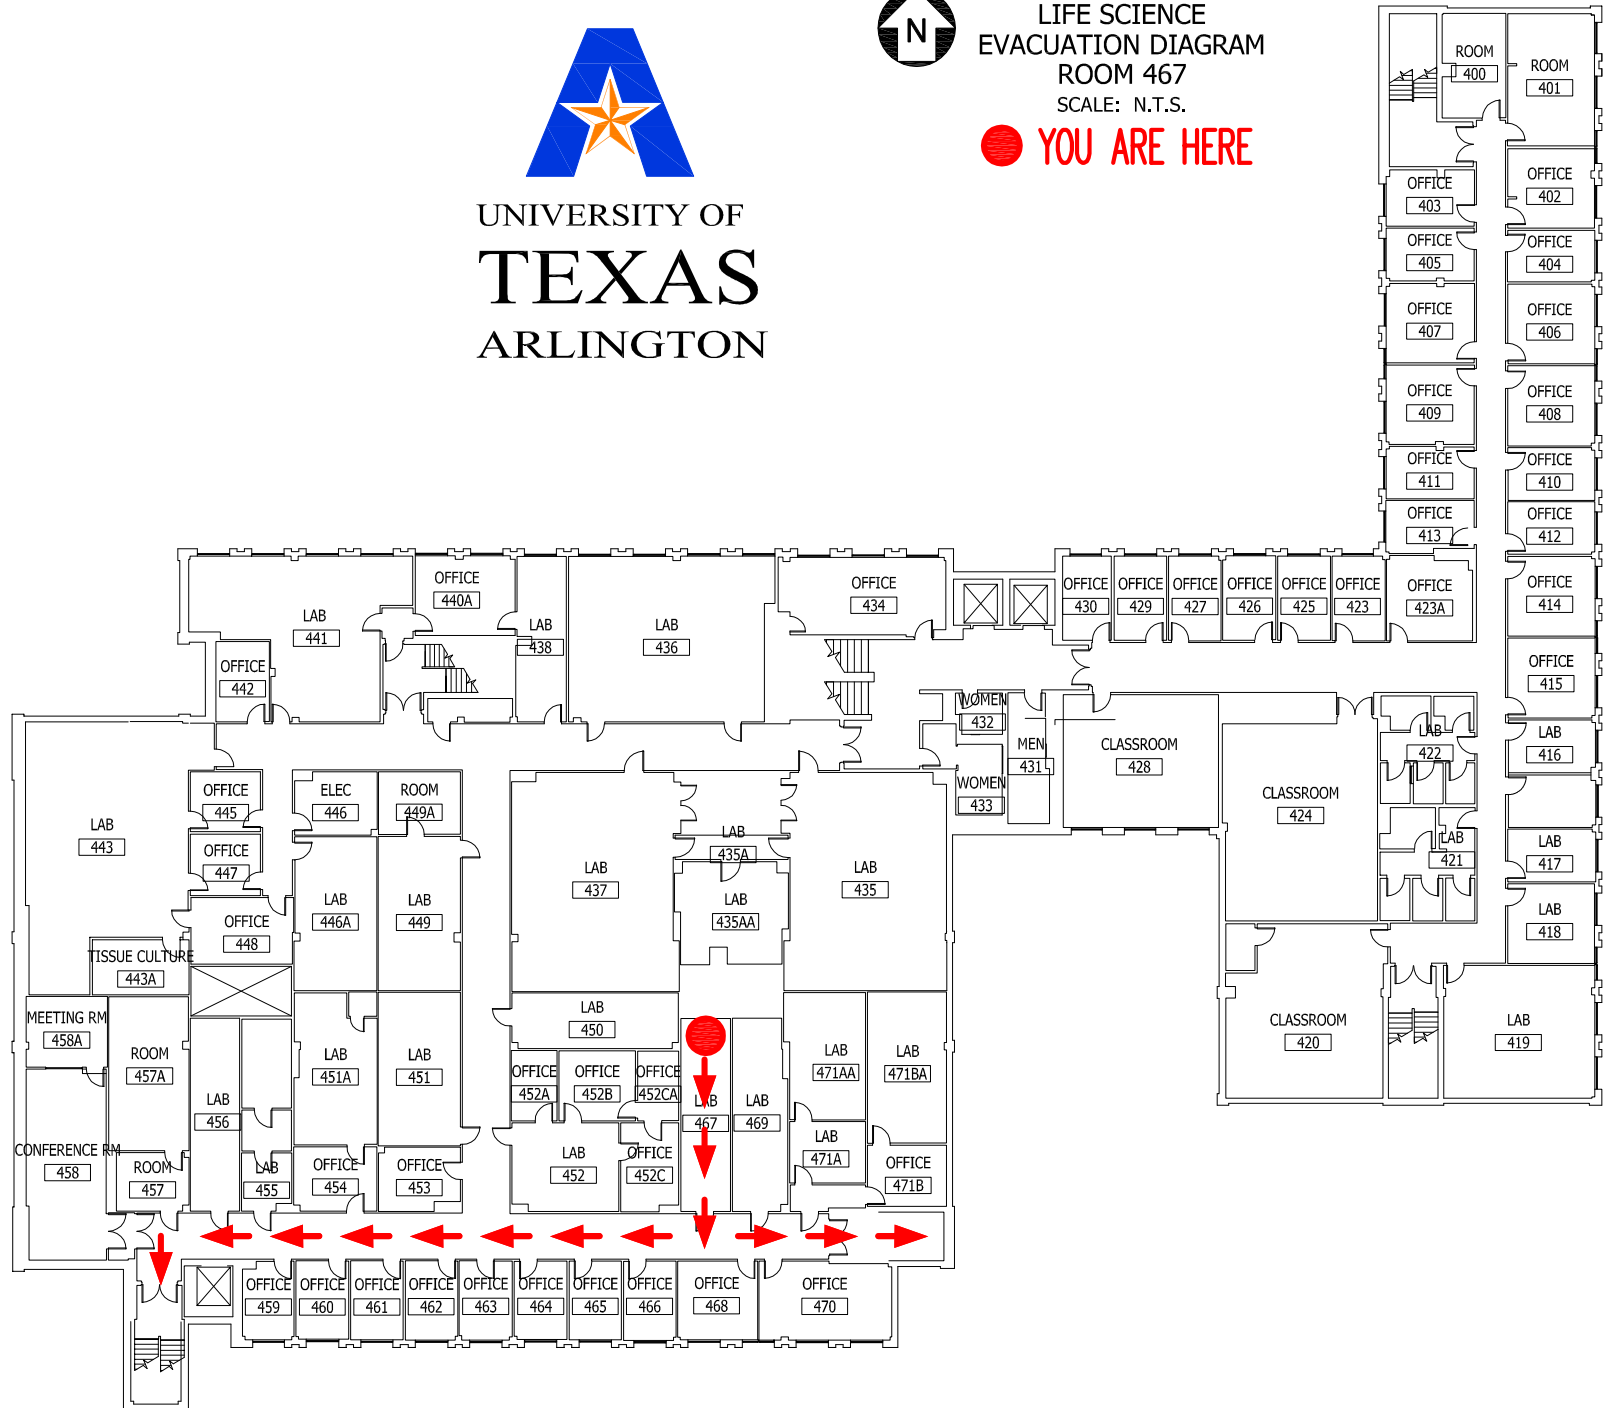 N
LIFE SCIENCE
EVACUATION DIAGRAM
ROOM 467
SCALE: N.T.S.
YOU ARE HERE
UNIVERSITY OF
TEXAS
ARLINGTON
ROOM
400
ROOM
401
OFFICE
402
OFFICE
403
OFFICE
404
OFFICE
405
OFFICE
406
OFFICE
407
OFFICE
408
OFFICE
409
OFFICE
410
OFFICE
411
OFFICE
412
OFFICE
413
OFFICE
414
OFFICE
415
LAB
416
LAB
417
LAB
418
LAB
419
CLASSROOM
420
LAB
421
LAB
422
OFFICE
423A
OFFICE
423
OFFICE
425
OFFICE
426
OFFICE
427
OFFICE
429
OFFICE
430
CLASSROOM
424
CLASSROOM
428
MEN
431
WOMEN
432
WOMEN
433
OFFICE
434
LAB
436
LAB
438
OFFICE
440A
LAB
441
OFFICE
442
LAB
443
TISSUE CULTURE
443A
OFFICE
445
OFFICE
447
OFFICE
448
ELEC
446
ROOM
449A
LAB
446A
LAB
449
LAB
437
LAB
435A
LAB
435AA
LAB
435
LAB
450
OFFICE
452A
OFFICE
452B
OFFICE
452CA
LAB
452
OFFICE
452C
LAB
467
LAB
469
LAB
471AA
LAB
471BA
LAB
471A
OFFICE
471B
MEETING RM
458A
ROOM
457A
CONFERENCE RM
458
ROOM
457
LAB
456
LAB
455
LAB
451A
LAB
451
OFFICE
454
OFFICE
453
OFFICE
459
OFFICE
460
OFFICE
461
OFFICE
462
OFFICE
463
OFFICE
464
OFFICE
465
OFFICE
466
OFFICE
468
OFFICE
470